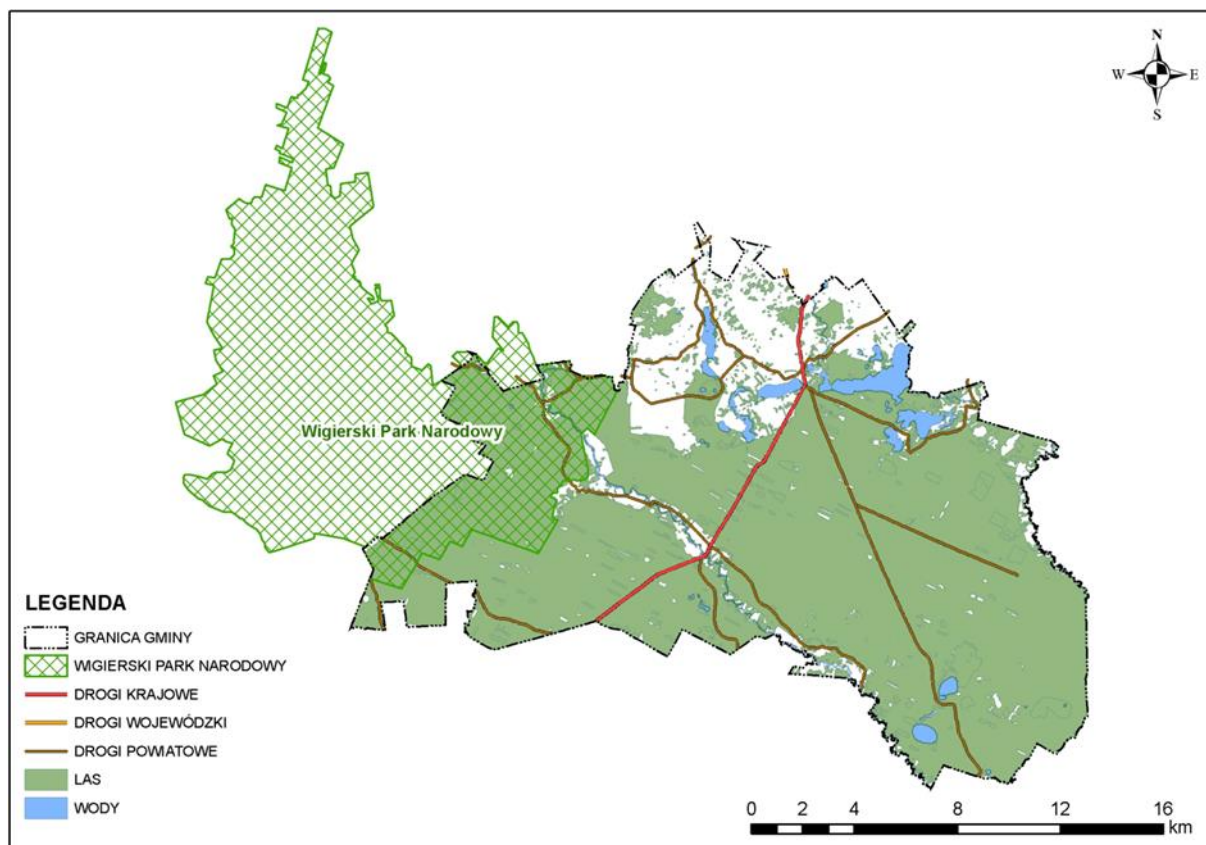 N
W E
S
Wigierski Park Narodowy
LEGENDA
GRANICA GMINY
WIGIERSKI PARK NARODOWY
DROGI KRAJOWE
DROGI WOJEWÓDZKI
DROGI POWIATOWE
LAS
WODY
0 2 4 8 12 16
km